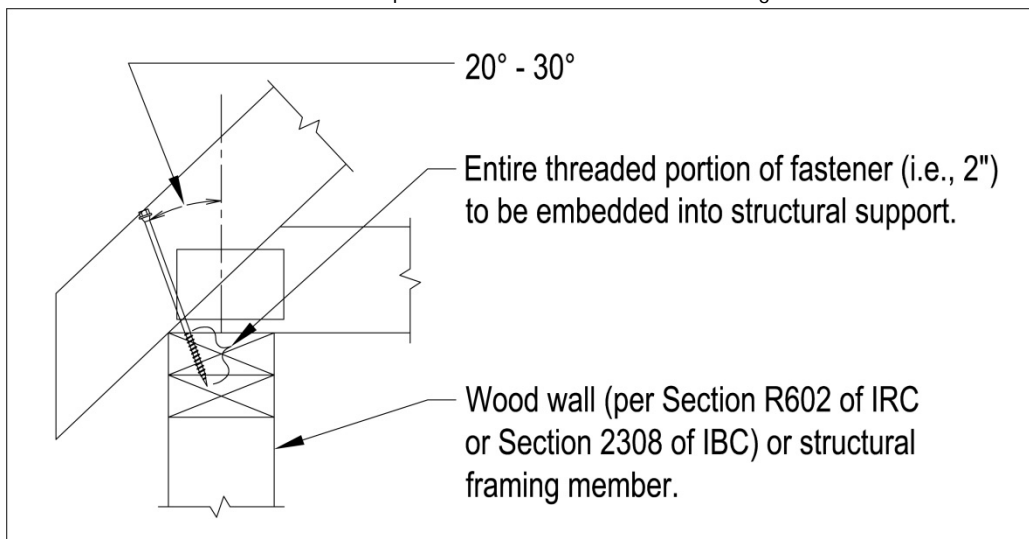 20° - 30°
Entire threaded portion of fastener (i.e., 2")
to be embedded into structural support.
Wood wall (per Section R602 of IRC
or Section 2308 of IBC) or structural
framing member.